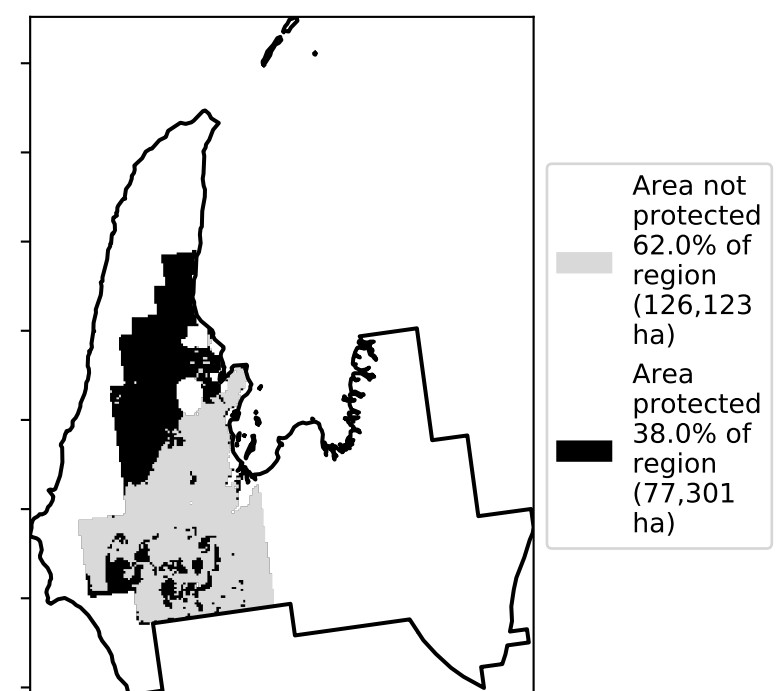 Area not
protected
62.0% of
region
(126,123
ha)
Area
protected
38.0% of
region
(77,301
ha)